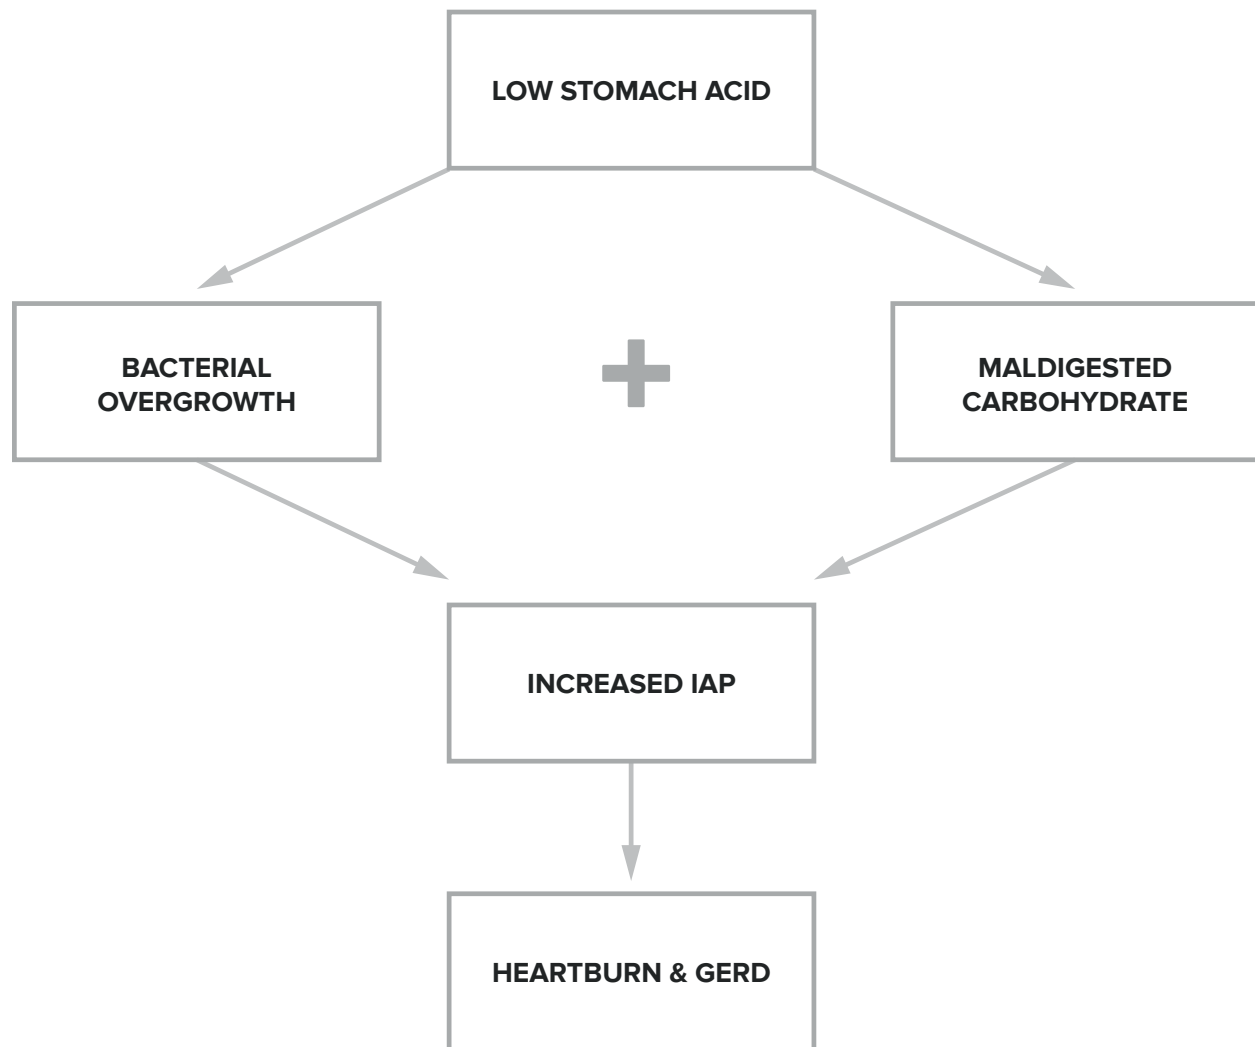 LOW STOMACH ACID
BACTERIAL
OVERGROWTH
MALDIGESTED
CARBOHYDRATE
INCREASED IAP
HEARTBURN & GERD